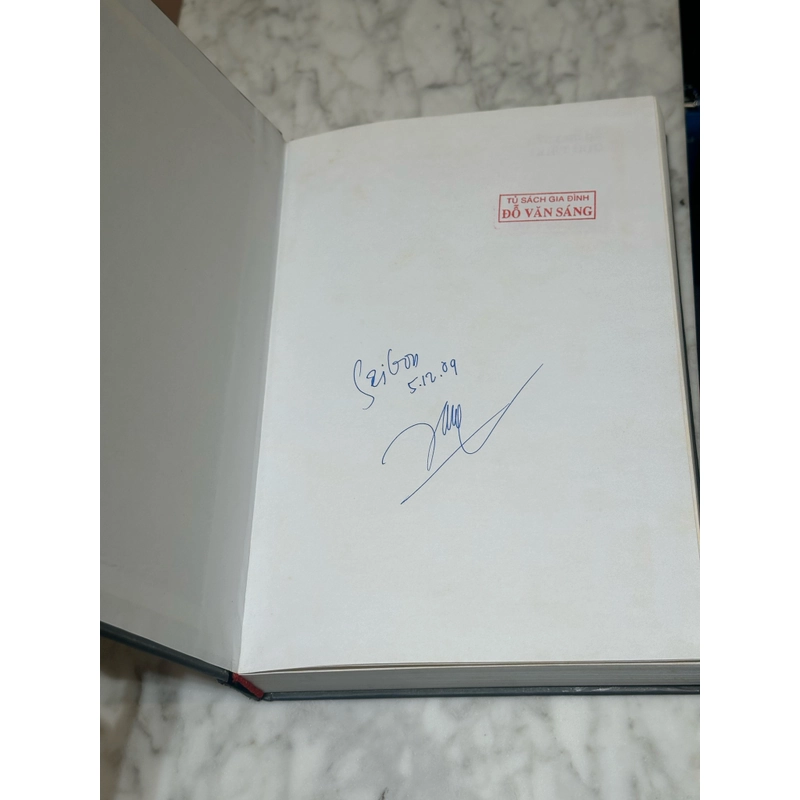 TỦ SÁCH GIA ĐÌNH
ĐỖ VĂN SÁNG
SaiGon
5.12.09